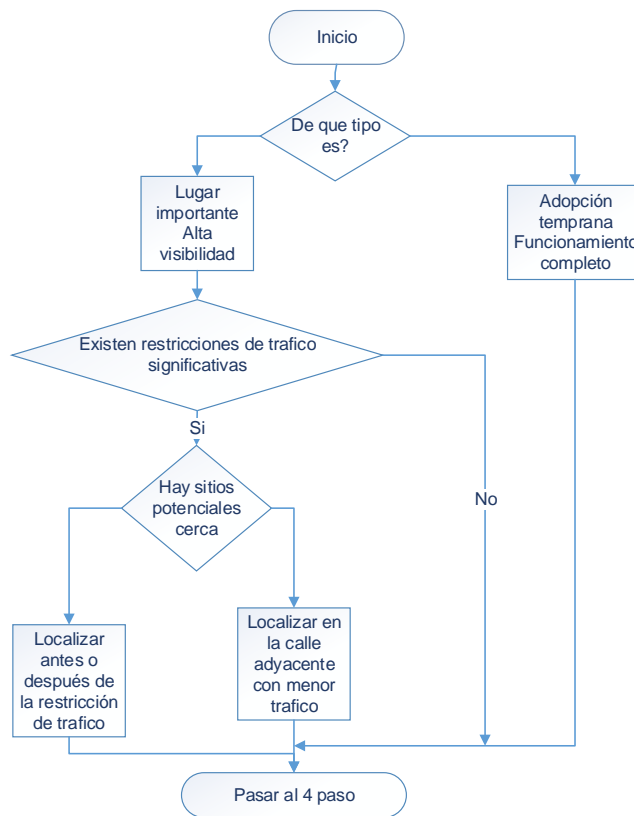 Inicio
De que tipo
es?
Lugar
importante
Alta
visibilidad
Adopción
temprana
Funcionamiento
completo
Existen restricciones de trafico
significativas
Si
No
Hay sitios
potenciales
cerca
Localizar
antes o
después de
la restricción
de trafico
Localizar en
la calle
adyacente
con menor
trafico
Pasar al 4 paso